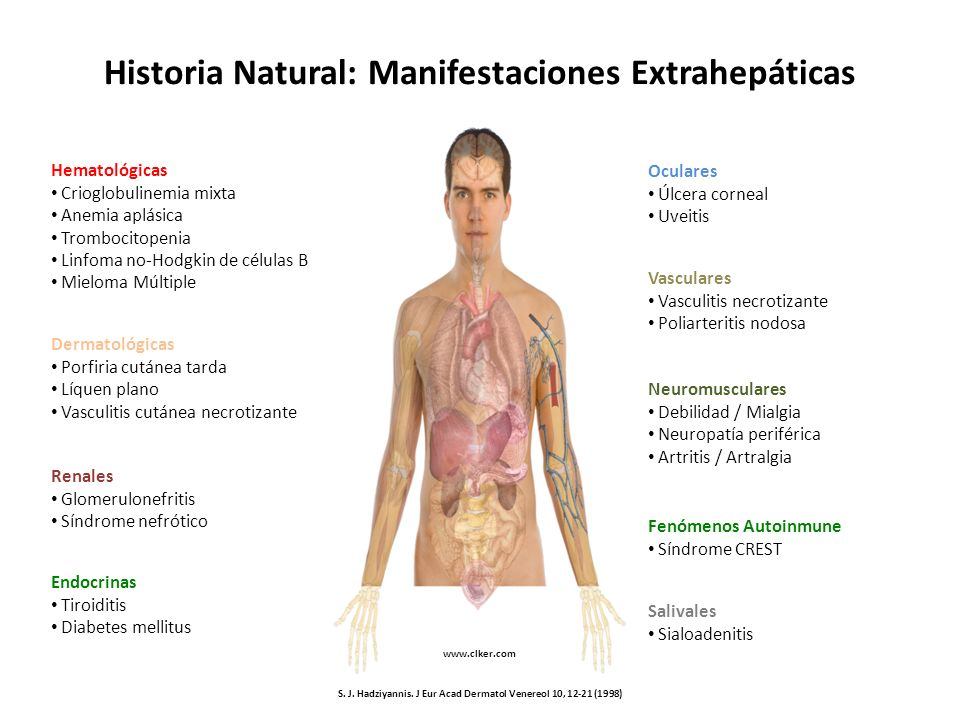 Historia Natural: Manifestaciones Extrahepáticas
Hematológicas
• Crioglobulinemia mixta
• Anemia aplásica
• Trombocitopenia
• Linfoma no-Hodgkin de células B
• Mieloma Múltiple
Dermatológicas
• Porfiria cutánea tarda
• Líquen plano
• Vasculitis cutánea necrotizante
Renales
• Glomerulonefritis
• Síndrome nefrótico
Endocrinas
• Tiroiditis
• Diabetes mellitus
Oculares
• Úlcera corneal
• Uveitis
Vasculares
• Vasculitis necrotizante
• Poliarteritis nodosa
Neuromusculares
• Debilidad / Mialgia
• Neuropatía periférica
• Artritis / Artralgia
Fenómenos Autoinmune
• Síndrome CREST
Salivales
• Sialoadenitis
www.clker.com
S. J. Hadziyannis. J Eur Acad Dermatol Venereol 10, 12-21 (1998)